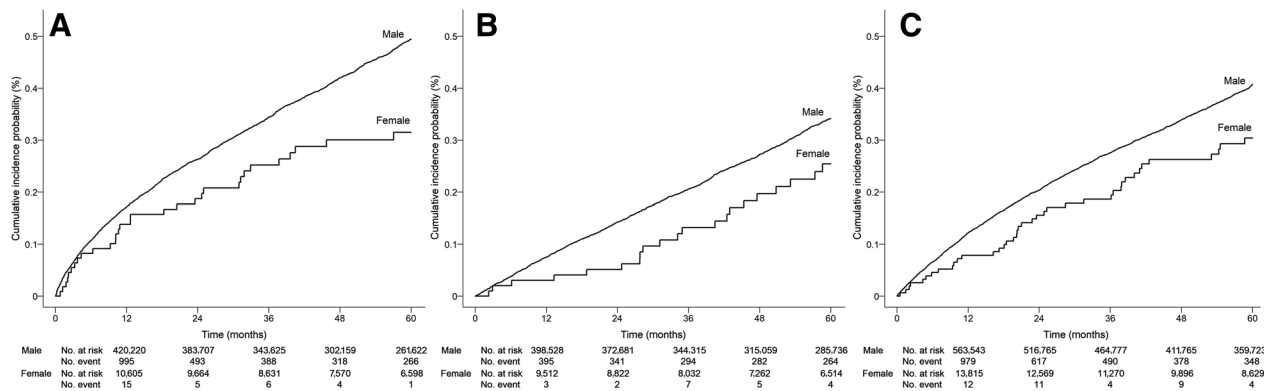 A
Cumulative incidence probability (%)
0.5
0.4
0.3
0.2
0.1
0
Male
Female
0 12 24 36 48 60
Time (months)
Male No. at risk 420,220 383,707 343,625 302,159 261,622
No. event 995 493 388 318 266
Female No. at risk 10,605 9,664 8,631 7,570 6,598
No. event 15 5 6 4 1
B
Cumulative incidence probability (%)
0.5
0.4
0.3
0.2
0.1
0
Male
Female
0 12 24 36 48 60
Time (months)
Male No. at risk 398,528 372,681 344,315 315,059 285,736
No. event 395 341 294 282 264
Female No. at risk 9,512 8,822 8,032 7,262 6,514
No. event 3 2 7 5 4
C
Cumulative incidence probability (%)
0.5
0.4
0.3
0.2
0.1
0
Male
Female
0 12 24 36 48 60
Time (months)
Male No. at risk 563,543 516,765 464,777 411,765 359,723
No. event 979 617 490 378 348
Female No. at risk 13,815 12,569 11,270 9,896 8,629
No. event 12 11 4 9 4